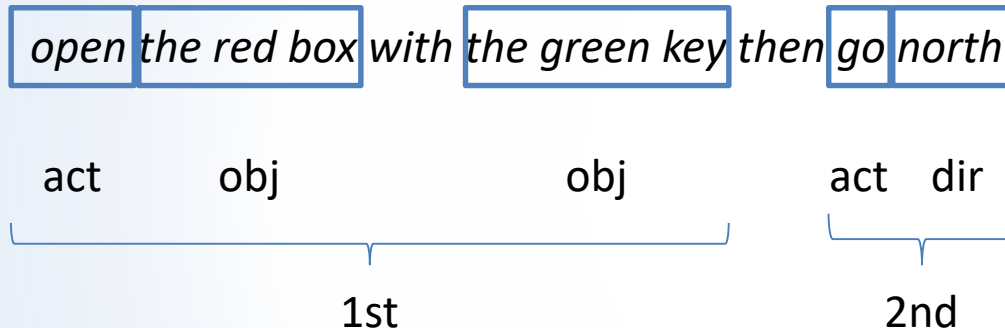 open the red box with the green key then go north
act obj obj act dir
1st 2nd